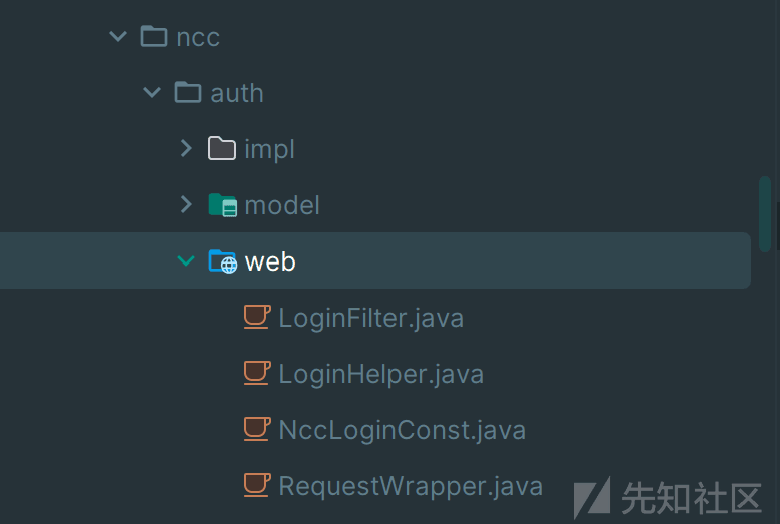 ncc
auth
impl
model
web
LoginFilter.java
LoginHelper.java
NccLoginConst.java
RequestWrapper.java
先知社区